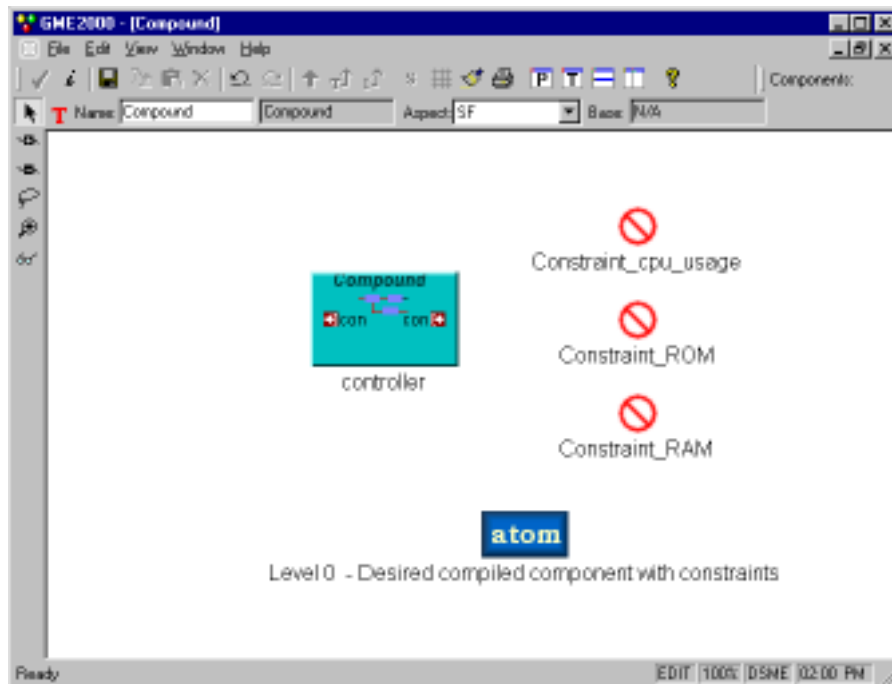 GME2000 - [Compound]
File Edit View Window Help
P T Components:
T Name: Compound Compound Aspect: SF Base: N/A
Constraint_cpu_usage
Compound
con con
controller
Constraint_ROM
Constraint_RAM
atom
Level 0 - Desired compiled component with constraints
Ready EDIT 100% DSME 02:00 PM